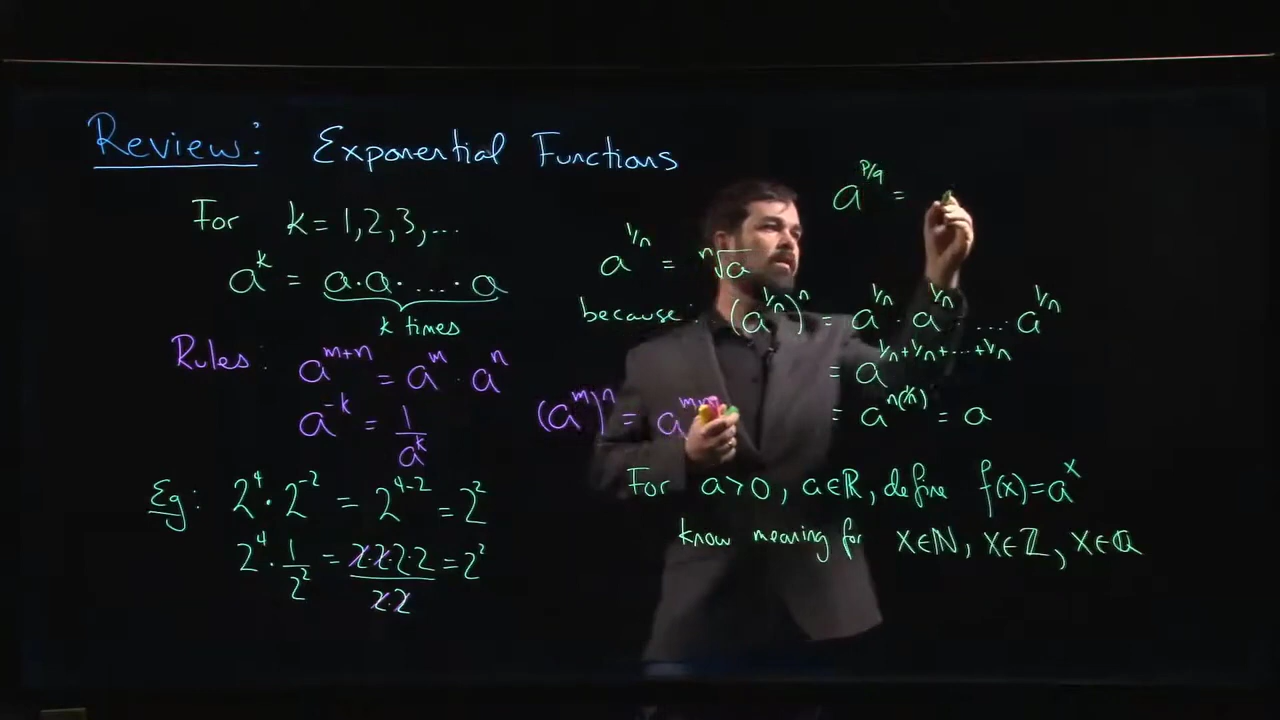 Review: Exponential Functions
For k = 1,2,3,...
a^k = a·a·....·a
k times
Rules: a^{m+n} = a^m · a^n
a^{-k} = 1/a^k
(a^m)^n =
Eg: 2^4 · 2^{-2} = 2^{4-2} = 2^2
2^4 · 1/2^2 = 2·2·2·2/2·2 = 2^2
a^{p/q} =
a^{1/n} = ⁿ√a
because: (a^{1/n})^n = a^{1/n} · a^{1/n} · ... · a^{1/n}
= a^{1/n+1/n+...+1/n}
= a^{n(1/n)} = a
For a>0, a∈ℝ, define f(x)=a^x
know meaning for x∈ℕ, x∈ℤ, x∈ℚ